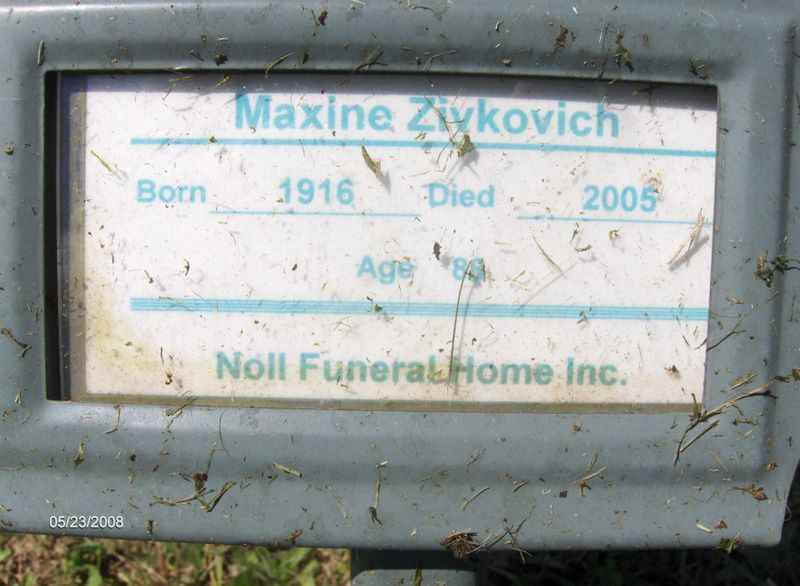 Maxine Zivkovich
Born 1916 Died 2005
Age
Noll Funeral Home Inc.
05/23/2008